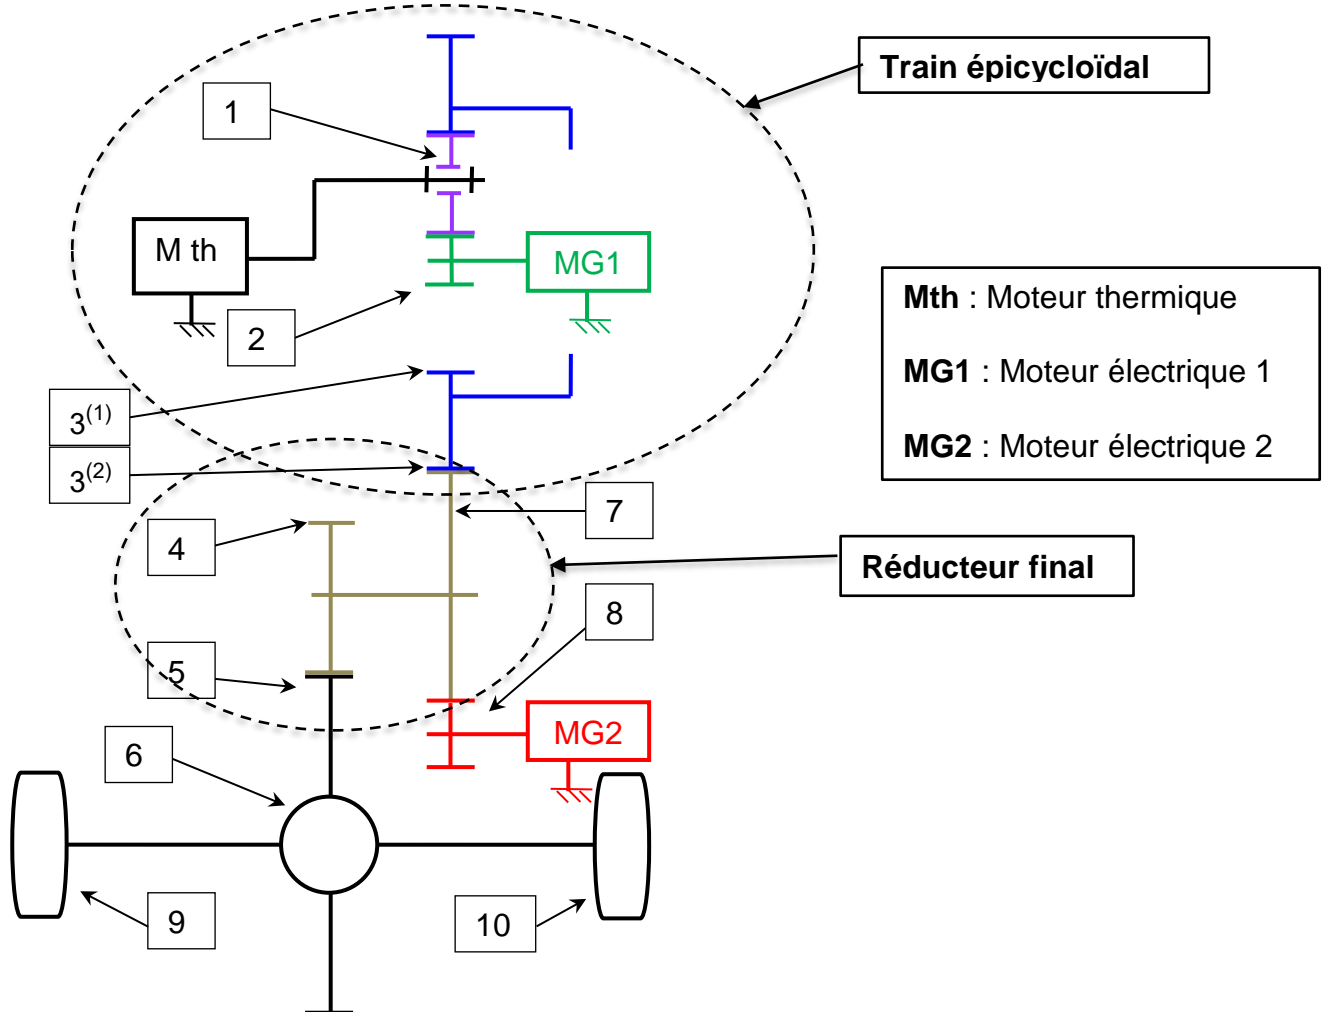 Train épicycloïdal
1
M th
MG1
Mth : Moteur thermique
2
MG1 : Moteur électrique 1
3(1)
MG2 : Moteur électrique 2
3(2)
7
4
Réducteur final
8
5
MG2
6
9
10